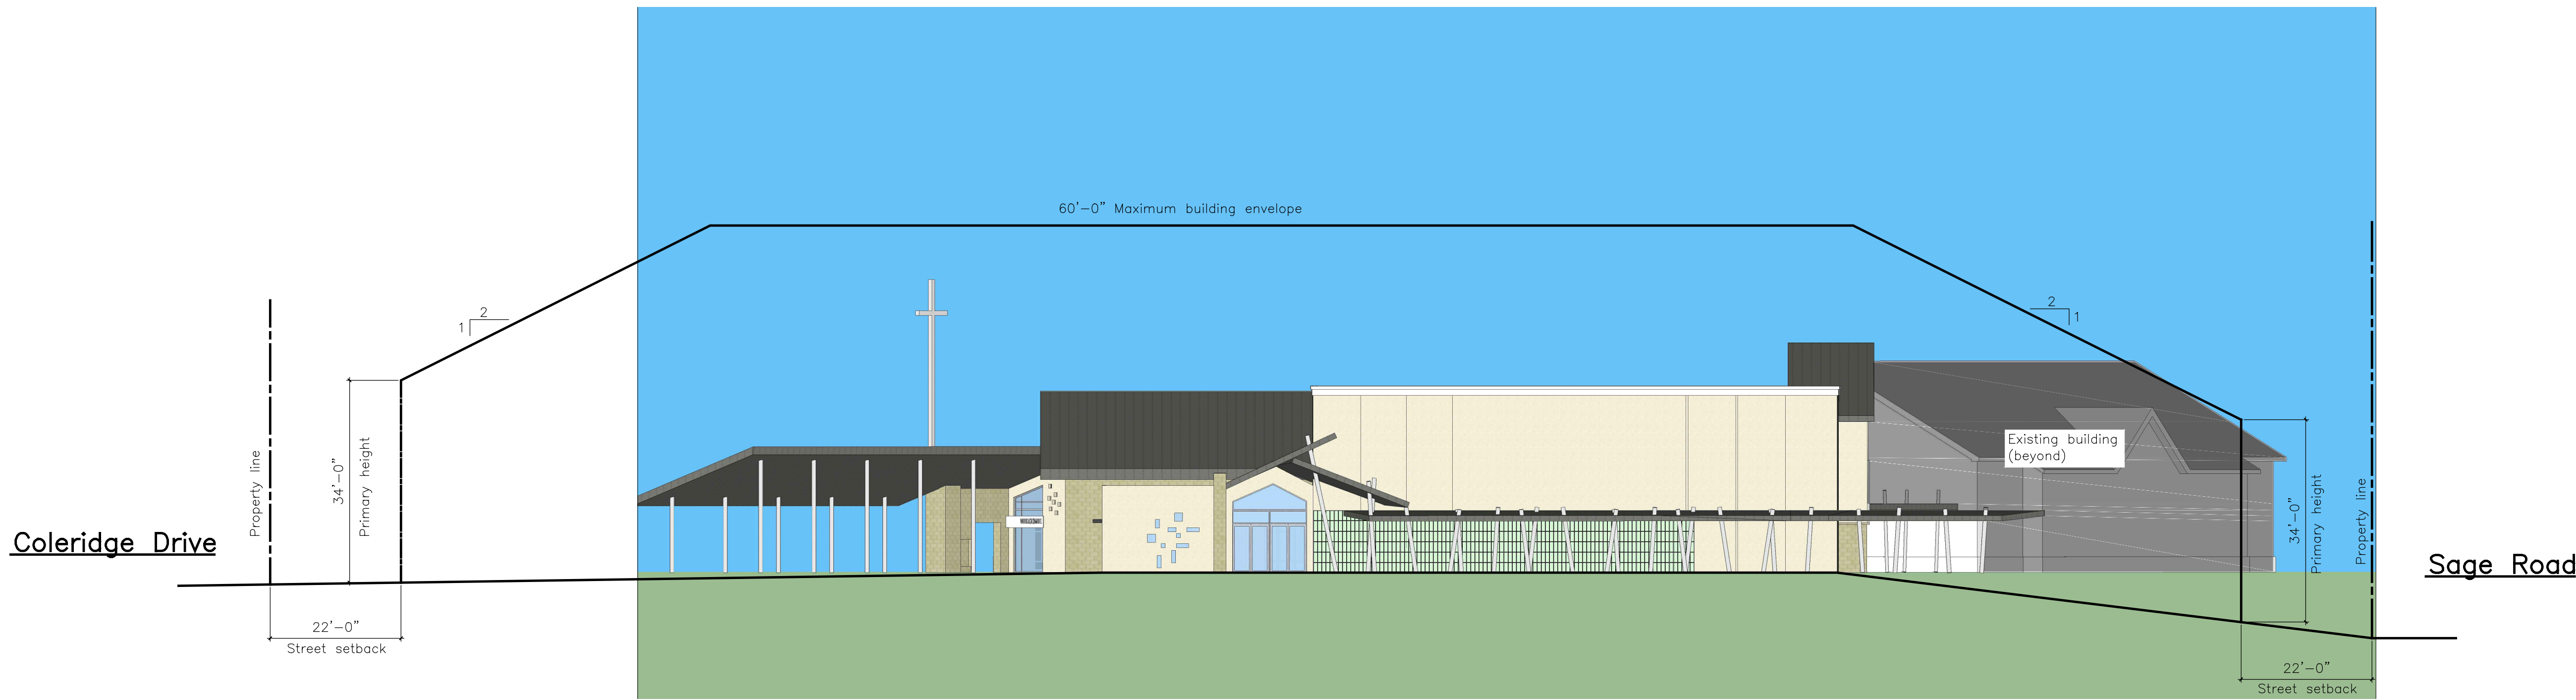 60'-0" Maximum building envelope
2
1
2
1
Property line
34'-0"
Primary height
WELCOME
Existing building
(beyond)
34'-0"
Primary height
Property line
Coleridge Drive
Sage Road
22'-0"
Street setback
22'-0"
Street setback